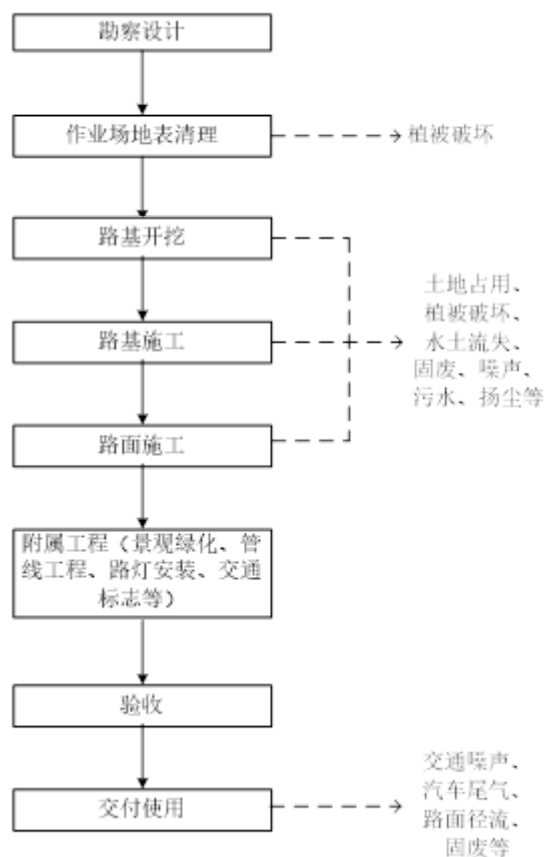 勘察设计
作业场地表清理
植被破坏
路基开挖
土地占用、
植被破坏、
水土流失、
固废、噪声、
污水、扬尘等
路基施工
路面施工
附属工程（景观绿化、管
线工程、路灯安装、交通
标志等）
验收
交付使用
交通噪声、
汽车尾气、
路面径流、
固废等